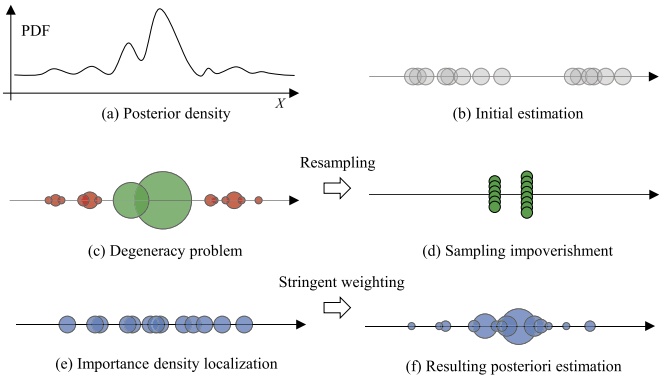 PDF
X
(a) Posterior density
(b) Initial estimation
Resampling
(c) Degeneracy problem
(d) Sampling impoverishment
Stringent weighting
(e) Importance density localization
(f) Resulting posteriori estimation